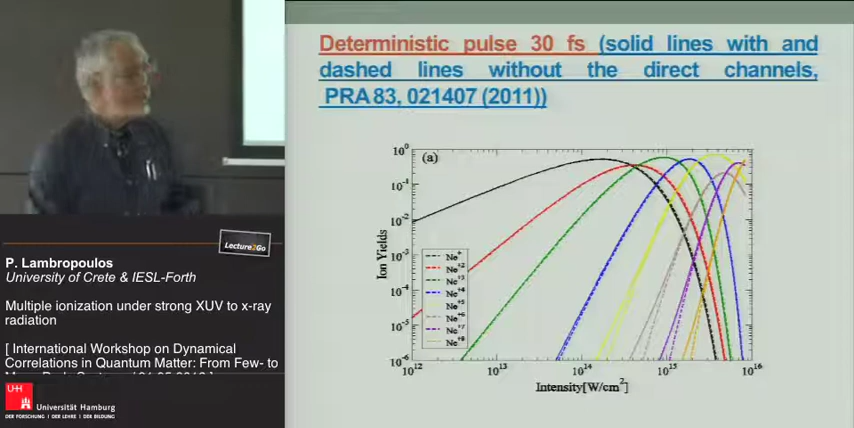 Deterministic pulse 30 fs (solid lines with and
dashed lines without the direct channels,
PRA 83, 021407 (2011))
(a)
10^0
10^-1
10^-2
10^-3
10^-4
10^-5
10^-6
Ion Yields
Ne^+
Ne^+2
Ne^+3
Ne^+4
Ne^+5
Ne^+6
Ne^+7
Ne^+8
10^12
10^13
10^14
10^15
10^16
Intensity[W/cm^2]
Lecture2Go
P. Lambropoulos
University of Crete & IESL-Forth
Multiple ionization under strong XUV to x-ray
radiation
[ International Workshop on Dynamical
Correlations in Quantum Matter: From Few- to
UH
Universität Hamburg
DER FORSCHUNG | DER LEHRE | DER BILDUNG